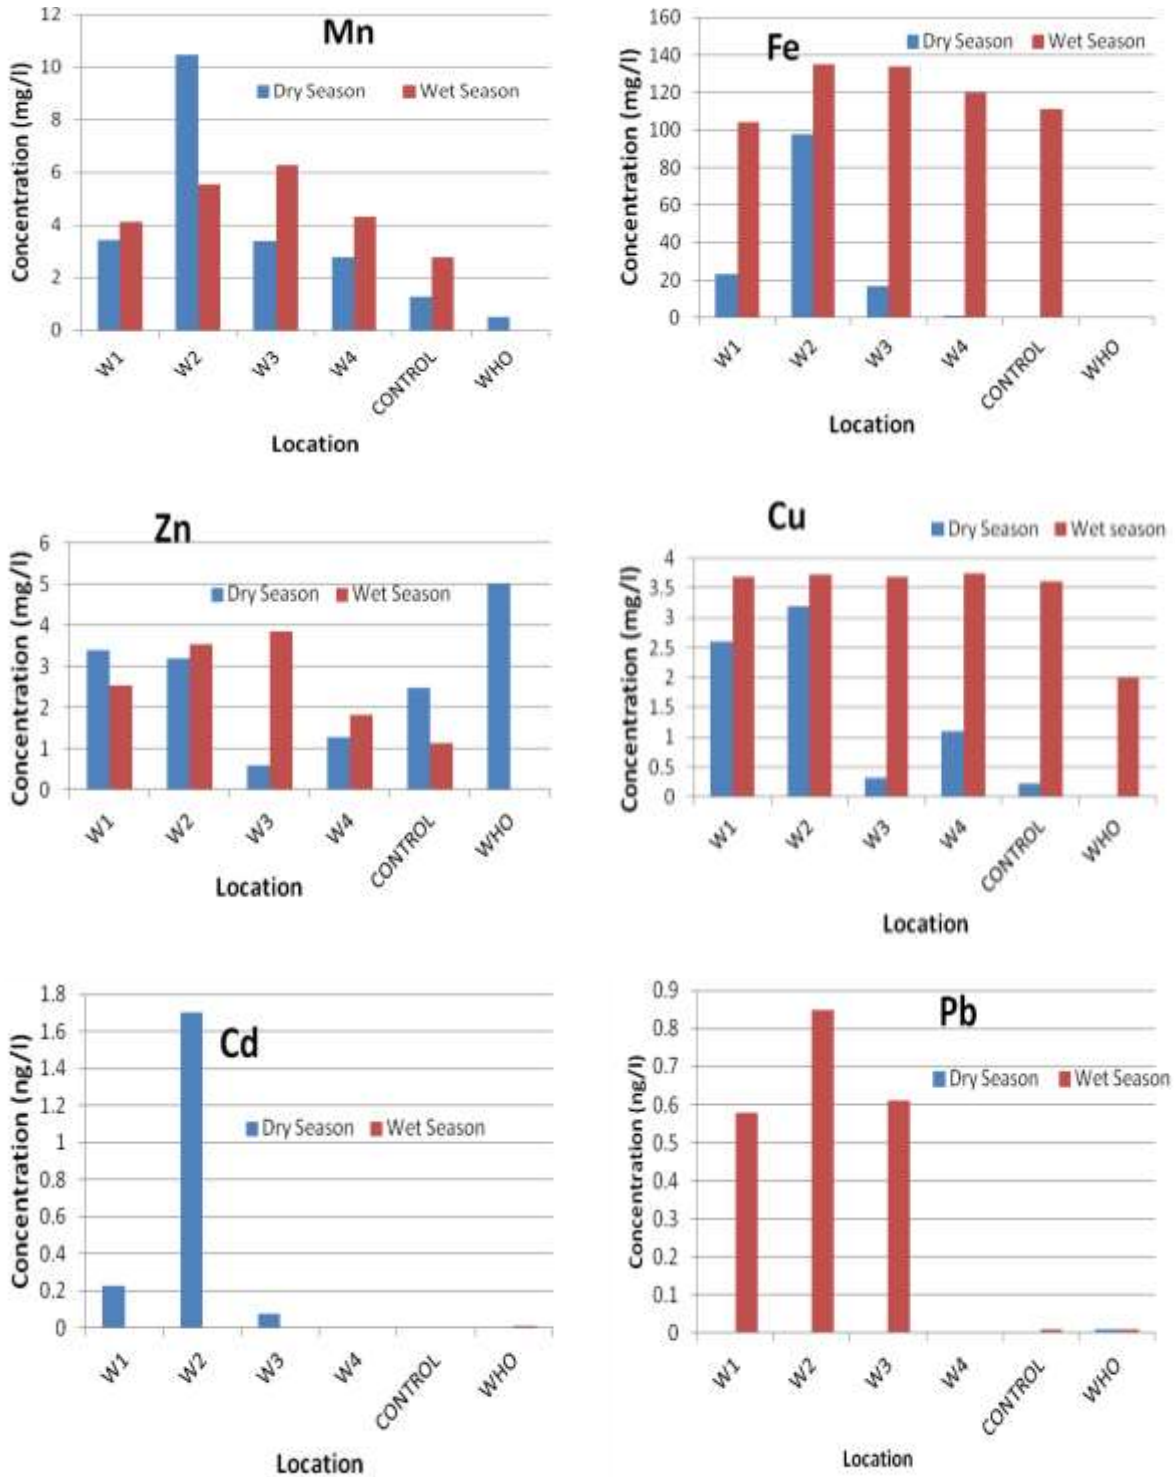 Mn
Dry Season Wet Season
Concentration (mg/l)
12
10
8
6
4
2
0
W1 W2 W3 W4 CONTROL WHO
Location
Fe
Dry Season Wet Season
Concentration (mg/l)
160
140
120
100
80
60
40
20
0
W1 W2 W3 W4 CONTROL WHO
Location
Zn
Dry Season Wet Season
Concentration (mg/l)
6
5
4
3
2
1
0
W1 W2 W3 W4 CONTROL WHO
Location
Cu
Dry Season Wet season
Concentration (mg/l)
4
3.5
3
2.5
2
1.5
1
0.5
0
W1 W2 W3 W4 CONTROL WHO
Location
Cd
Dry Season Wet Season
Concentration (ng/l)
1.8
1.6
1.4
1.2
1
0.8
0.6
0.4
0.2
0
W1 W2 W3 W4 CONTROL WHO
Location
Pb
Dry Season Wet Season
Concentration (ng/l)
0.9
0.8
0.7
0.6
0.5
0.4
0.3
0.2
0.1
0
W1 W2 W3 W4 CONTROL WHO
Location